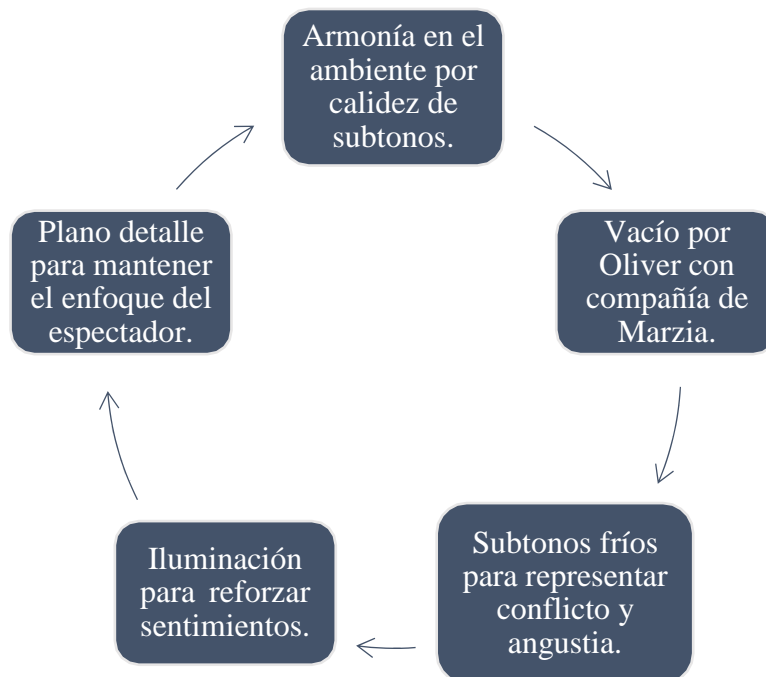 Armonía en el
ambiente por
calidez de
subtonos.
Vacío por
Oliver con
compañía de
Marzia.
Subtonos fríos
para representar
conflicto y
angustia.
Iluminación
para reforzar
sentimientos.
Plano detalle
para mantener
el enfoque del
espectador.